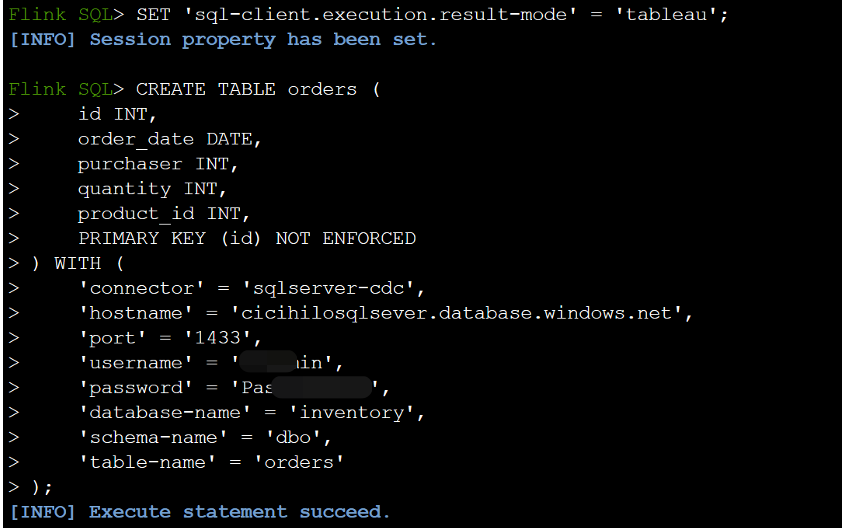 Flink SQL> SET 'sql-client.execution.result-mode' = 'tableau';
[INFO] Session property has been set.
Flink SQL> CREATE TABLE orders (
>     id INT,
>     order_date DATE,
>     purchaser INT,
>     quantity INT,
>     product_id INT,
>     PRIMARY KEY (id) NOT ENFORCED
> ) WITH (
>     'connector' = 'sqlserver-cdc',
>     'hostname' = 'cicihilosqlsever.database.windows.net',
>     'port' = '1433',
>     'username' = ' in',
>     'password' = 'Pas ',
>     'database-name' = 'inventory',
>     'schema-name' = 'dbo',
>     'table-name' = 'orders'
> );
[INFO] Execute statement succeed.